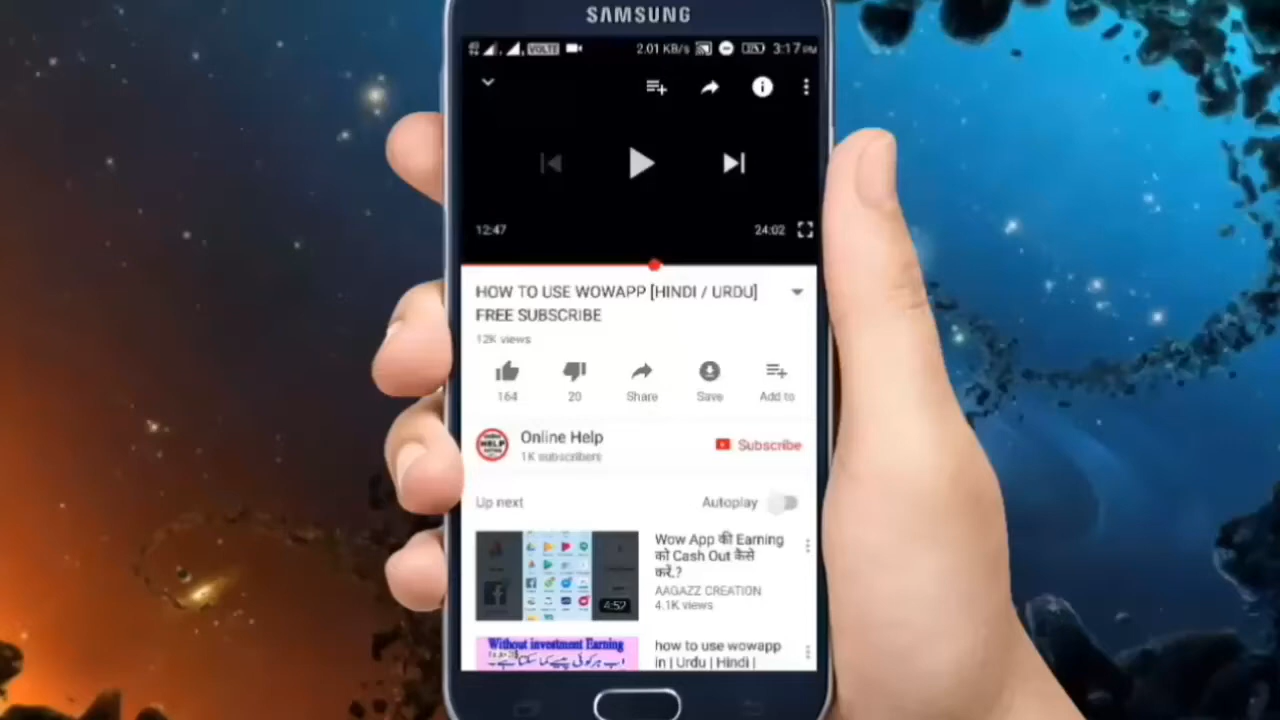 SAMSUNG
VOLTE 2.01 KB/s 3:17 PM
12:47 24:02
HOW TO USE WOWAPP [HINDI / URDU]
FREE SUBSCRIBE
12K views
164 20 Share Save Add to
Online Help
1K subscribers
Subscribe
Up next Autoplay
Wow App की Earning
को Cash Out कैसे
करें.?
AAGAZZ CREATION
4.1K views
4:57
Without investment Earning
how to use wowapp
in | Urdu | Hindi |